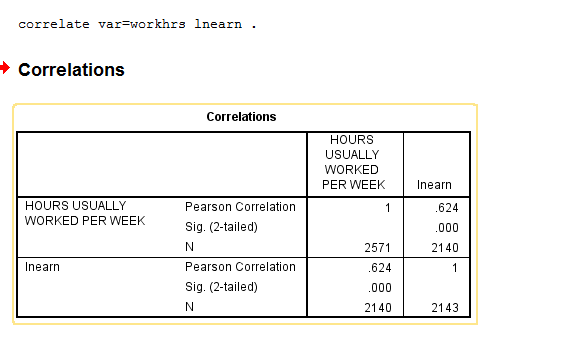 correlate var=workhrs lnearn .
Correlations
Correlations
HOURS
USUALLY
WORKED
PER WEEK lnearn
HOURS USUALLY Pearson Correlation 1 .624
WORKED PER WEEK
Sig. (2-tailed) .000
N 2571 2140
lnearn Pearson Correlation .624 1
Sig. (2-tailed) .000
N 2140 2143